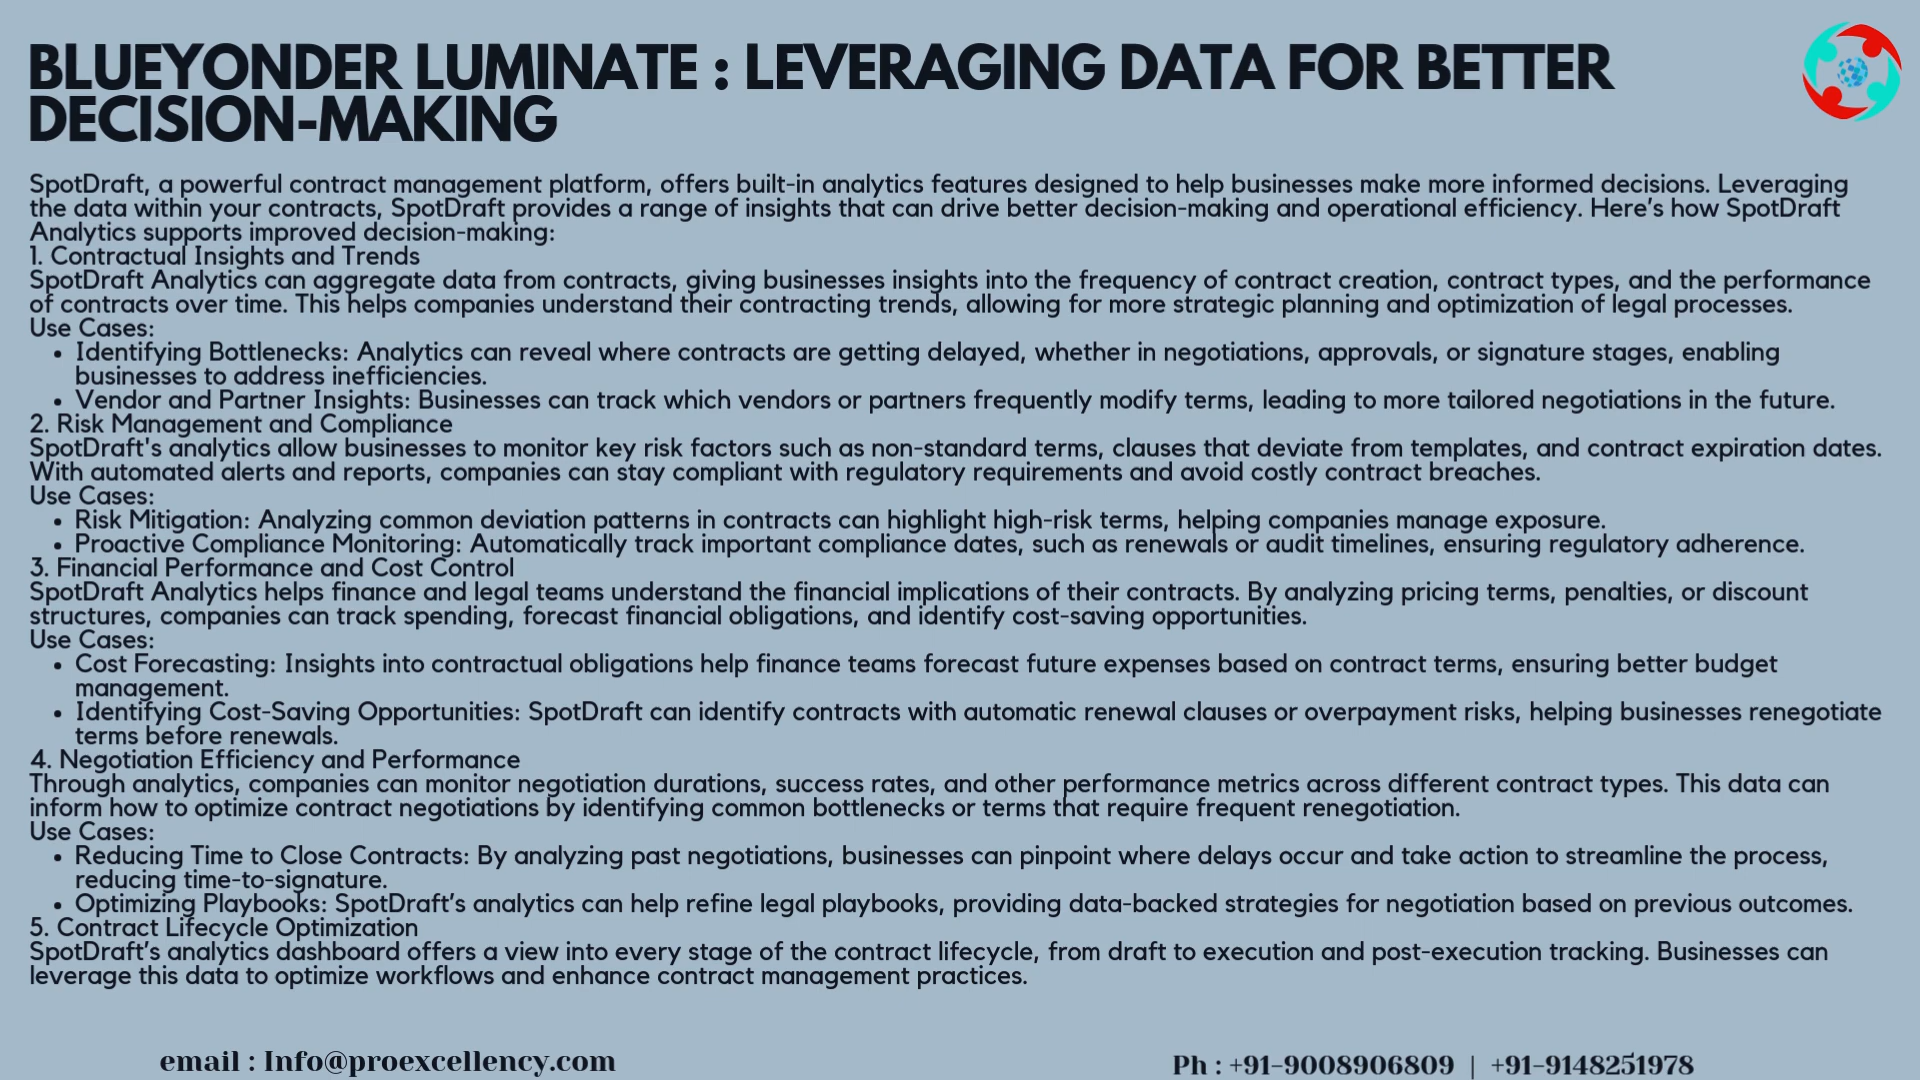 BLUEYONDER LUMINATE : LEVERAGING DATA FOR BETTER
DECISION-MAKING
SpotDraft, a powerful contract management platform, offers built-in analytics features designed to help businesses make more informed decisions. Leveraging
the data within your contracts, SpotDraft provides a range of insights that can drive better decision-making and operational efficiency. Here’s how SpotDraft
Analytics supports improved decision-making:
1. Contractual Insights and Trends
SpotDraft Analytics can aggregate data from contracts, giving businesses insights into the frequency of contract creation, contract types, and the performance
of contracts over time. This helps companies understand their contracting trends, allowing for more strategic planning and optimization of legal processes.
Use Cases:
• Identifying Bottlenecks: Analytics can reveal where contracts are getting delayed, whether in negotiations, approvals, or signature stages, enabling
businesses to address inefficiencies.
• Vendor and Partner Insights: Businesses can track which vendors or partners frequently modify terms, leading to more tailored negotiations in the future.
2. Risk Management and Compliance
SpotDraft's analytics allow businesses to monitor key risk factors such as non-standard terms, clauses that deviate from templates, and contract expiration dates.
With automated alerts and reports, companies can stay compliant with regulatory requirements and avoid costly contract breaches.
Use Cases:
• Risk Mitigation: Analyzing common deviation patterns in contracts can highlight high-risk terms, helping companies manage exposure.
• Proactive Compliance Monitoring: Automatically track important compliance dates, such as renewals or audit timelines, ensuring regulatory adherence.
3. Financial Performance and Cost Control
SpotDraft Analytics helps finance and legal teams understand the financial implications of their contracts. By analyzing pricing terms, penalties, or discount
structures, companies can track spending, forecast financial obligations, and identify cost-saving opportunities.
Use Cases:
• Cost Forecasting: Insights into contractual obligations help finance teams forecast future expenses based on contract terms, ensuring better budget
management.
• Identifying Cost-Saving Opportunities: SpotDraft can identify contracts with automatic renewal clauses or overpayment risks, helping businesses renegotiate
terms before renewals.
4. Negotiation Efficiency and Performance
Through analytics, companies can monitor negotiation durations, success rates, and other performance metrics across different contract types. This data can
inform how to optimize contract negotiations by identifying common bottlenecks or terms that require frequent renegotiation.
Use Cases:
• Reducing Time to Close Contracts: By analyzing past negotiations, businesses can pinpoint where delays occur and take action to streamline the process,
reducing time-to-signature.
• Optimizing Playbooks: SpotDraft’s analytics can help refine legal playbooks, providing data-backed strategies for negotiation based on previous outcomes.
5. Contract Lifecycle Optimization
SpotDraft’s analytics dashboard offers a view into every stage of the contract lifecycle, from draft to execution and post-execution tracking. Businesses can
leverage this data to optimize workflows and enhance contract management practices.
email : Info@proexcellency.com
Ph : +91-9008906809 | +91-9148251978